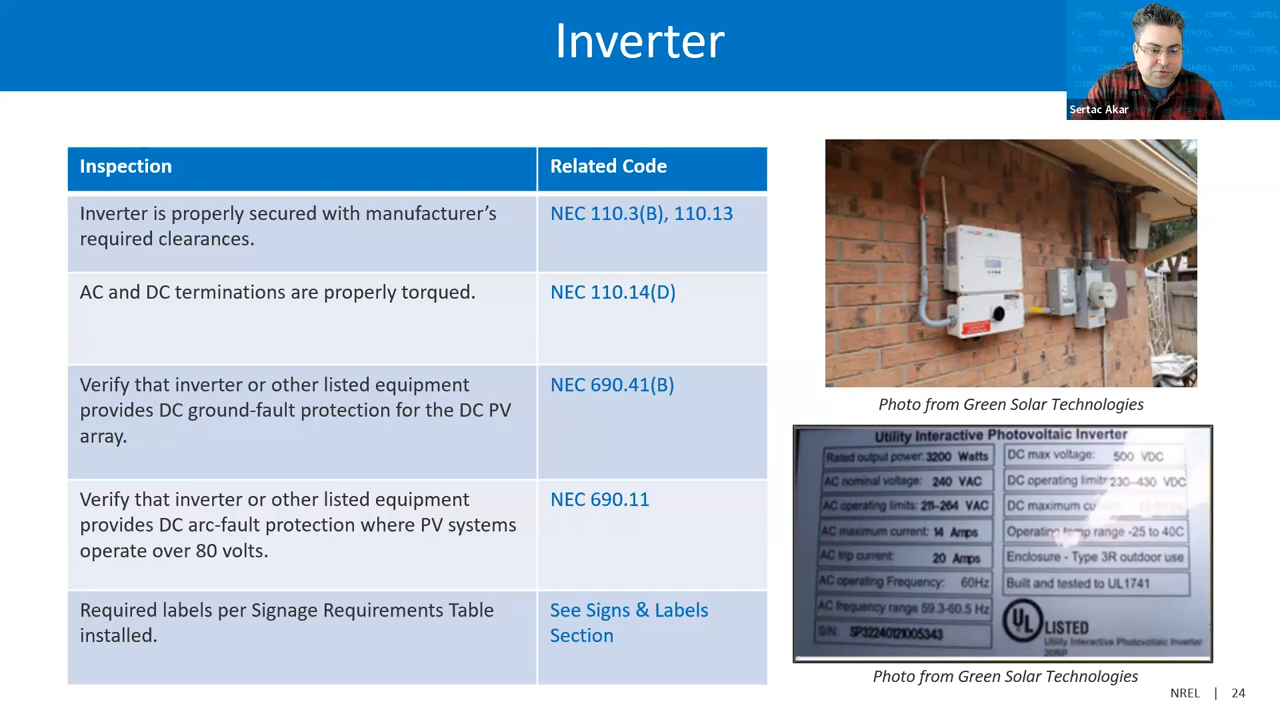 Inverter
Sertac Akar
Inspection
Related Code
Inverter is properly secured with manufacturer’s
required clearances.
NEC 110.3(B), 110.13
AC and DC terminations are properly torqued.
NEC 110.14(D)
Verify that inverter or other listed equipment
provides DC ground-fault protection for the DC PV
array.
NEC 690.41(B)
Verify that inverter or other listed equipment
provides DC arc-fault protection where PV systems
operate over 80 volts.
NEC 690.11
Required labels per Signage Requirements Table
installed.
See Signs & Labels
Section
Photo from Green Solar Technologies
Utility Interactive Photovoltaic Inverter
Rated output power: 3200 Watts
AC nominal voltage: 240 VAC
AC operating limits: 211-264 VAC
AC maximum current: 14 Amps
AC trip current: 20 Amps
AC operating Frequency: 60Hz
AC frequency range 59.3-60.5 Hz
S/N: SP32240121005343
DC max voltage: 500 VDC
DC operating limits 230-430 VDC
DC maximum
Operating temp range -25 to 40C
Enclosure - Type 3R outdoor use
Built and tested to UL1741
UL LISTED
Utility Interactive Photovoltaic Inverter
Photo from Green Solar Technologies
NREL | 24